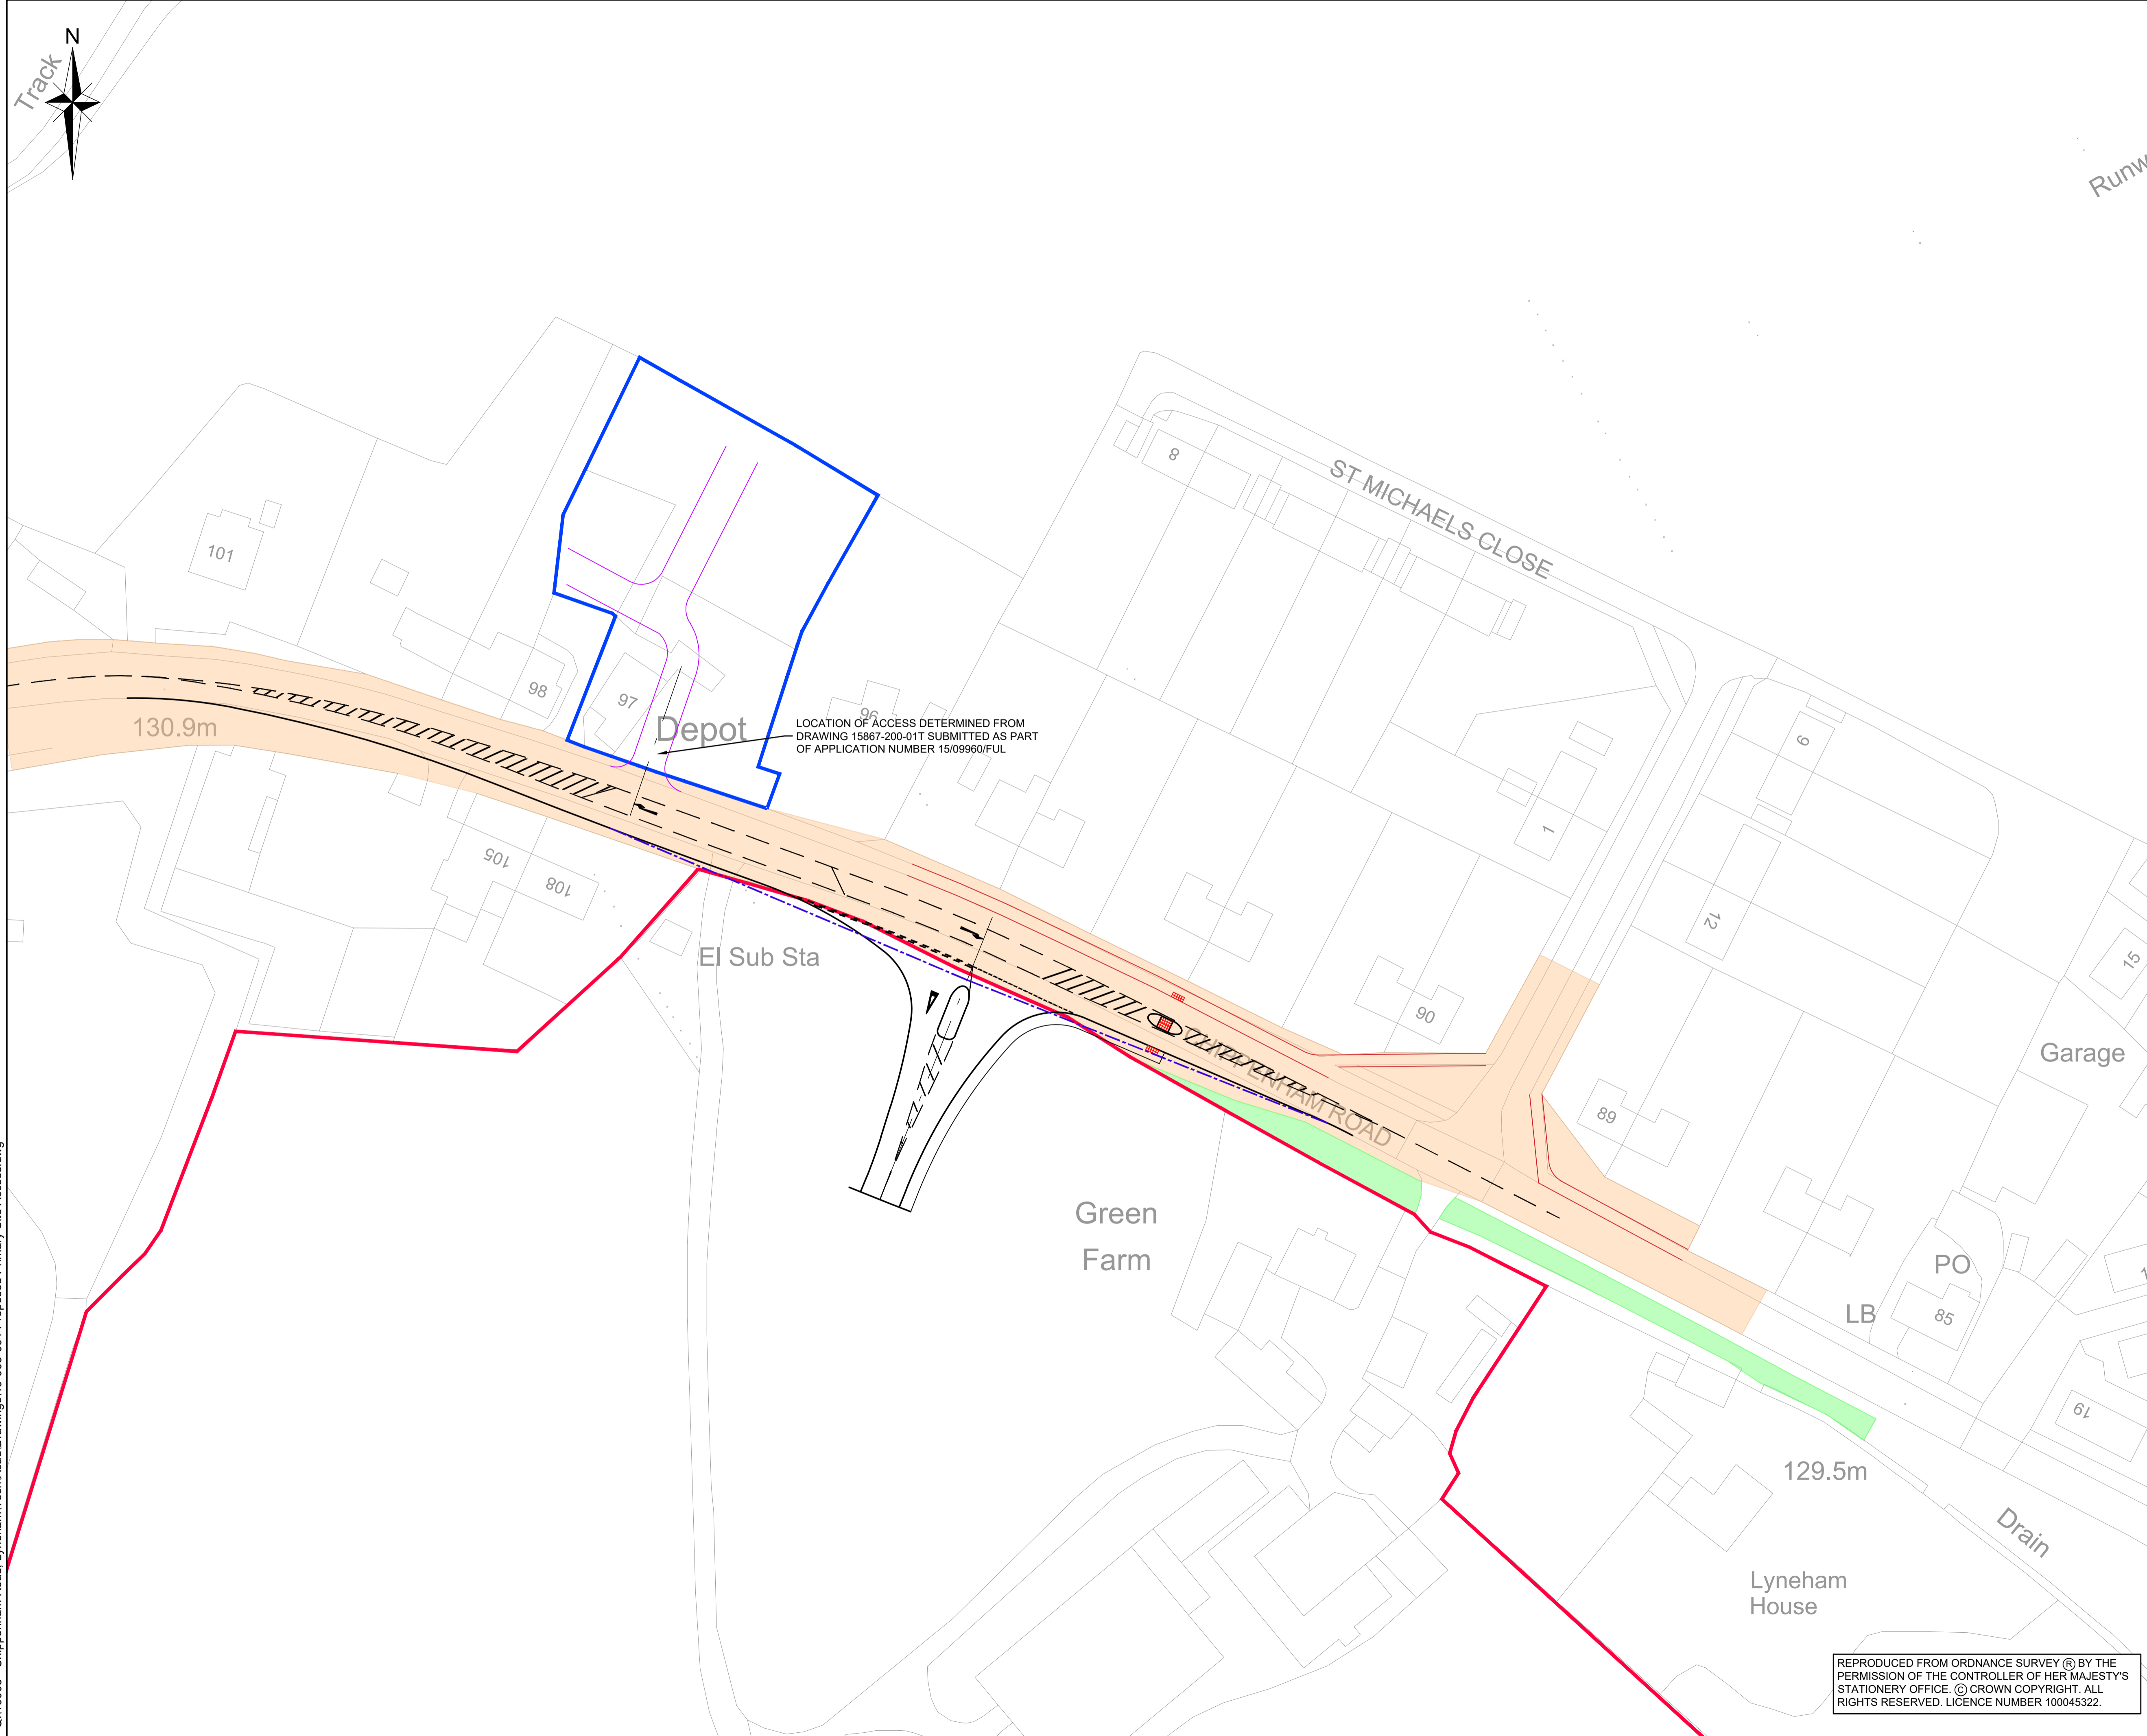 N
Track
Runw
8
ST MICHAELS CLOSE
101
98
97
96
Depot
LOCATION OF ACCESS DETERMINED FROM
DRAWING 15867-200-01T SUBMITTED AS PART
OF APPLICATION NUMBER 15/09960/FUL
130.9m
9
1
12
15
105
108
El Sub Sta
90
Garage
CHIPPENHAM ROAD
89
Green
Farm
PO
LB
85
19
129.5m
Drain
Lyneham
House
REPRODUCED FROM ORDNANCE SURVEY ® BY THE
PERMISSION OF THE CONTROLLER OF HER MAJESTY'S
STATIONERY OFFICE. © CROWN COPYRIGHT. ALL
RIGHTS RESERVED. LICENCE NUMBER 100045322.